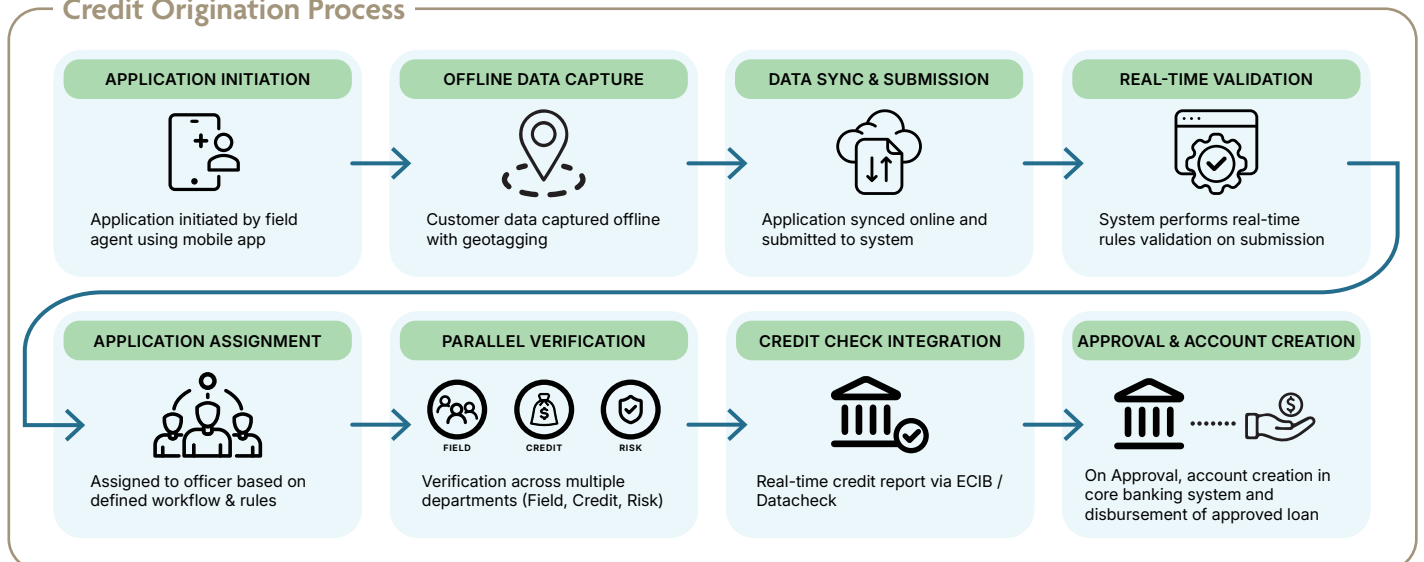 Credit Origination Process
APPLICATION INITIATION
Application initiated by field
agent using mobile app
OFFLINE DATA CAPTURE
Customer data captured offline
with geotagging
DATA SYNC & SUBMISSION
Application synced online and
submitted to system
REAL-TIME VALIDATION
System performs real-time
rules validation on submission
APPLICATION ASSIGNMENT
Assigned to officer based on
defined workflow & rules
PARALLEL VERIFICATION
FIELD
CREDIT
$
RISK
Verification across multiple
departments (Field, Credit, Risk)
CREDIT CHECK INTEGRATION
Real-time credit report via ECIB /
Datacheck
APPROVAL & ACCOUNT CREATION
$
On Approval, account creation in
core banking system and
disbursement of approved loan